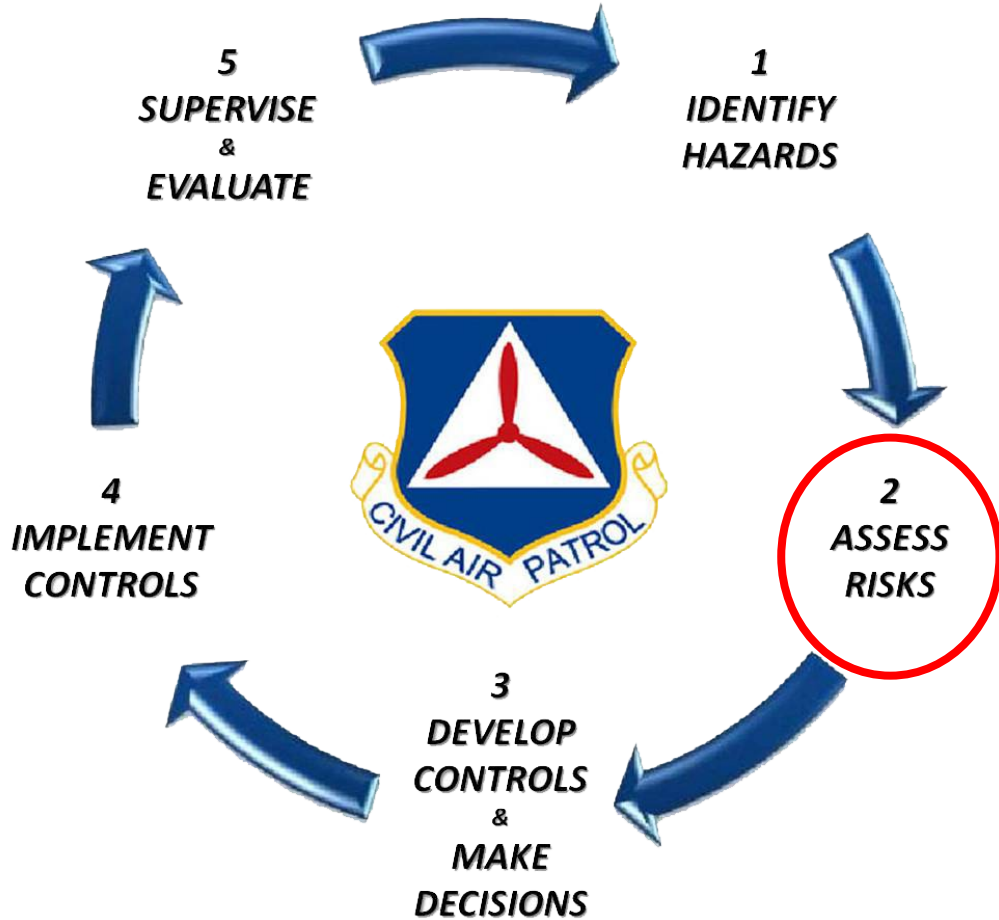 1
IDENTIFY
HAZARDS
2
ASSESS
RISKS
3
DEVELOP
CONTROLS
&
MAKE
DECISIONS
4
IMPLEMENT
CONTROLS
5
SUPERVISE
&
EVALUATE
CIVIL AIR PATROL